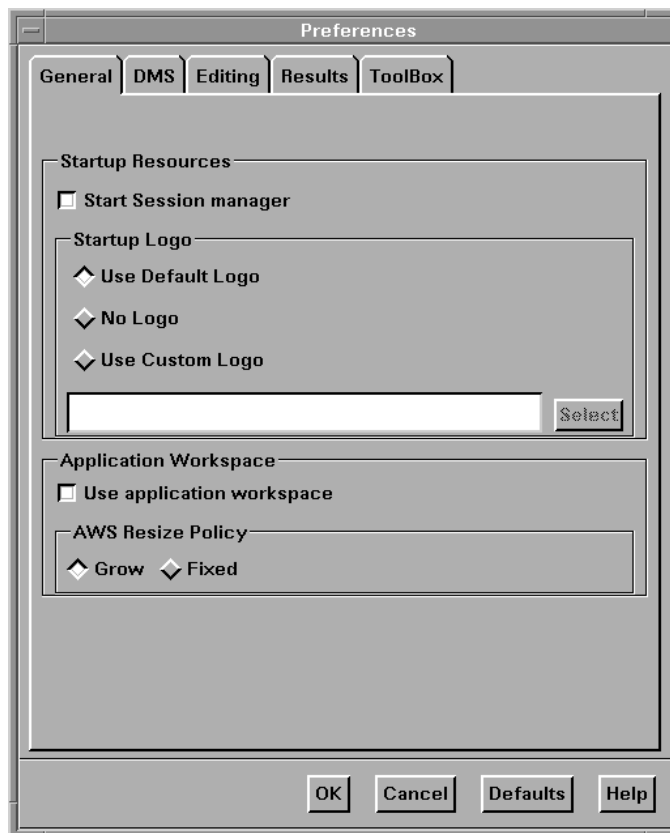 Preferences
General DMS Editing Results ToolBox
Startup Resources
Start Session manager
Startup Logo
Use Default Logo
No Logo
Use Custom Logo
Select
Application Workspace
Use application workspace
AWS Resize Policy
Grow Fixed
OK Cancel Defaults Help